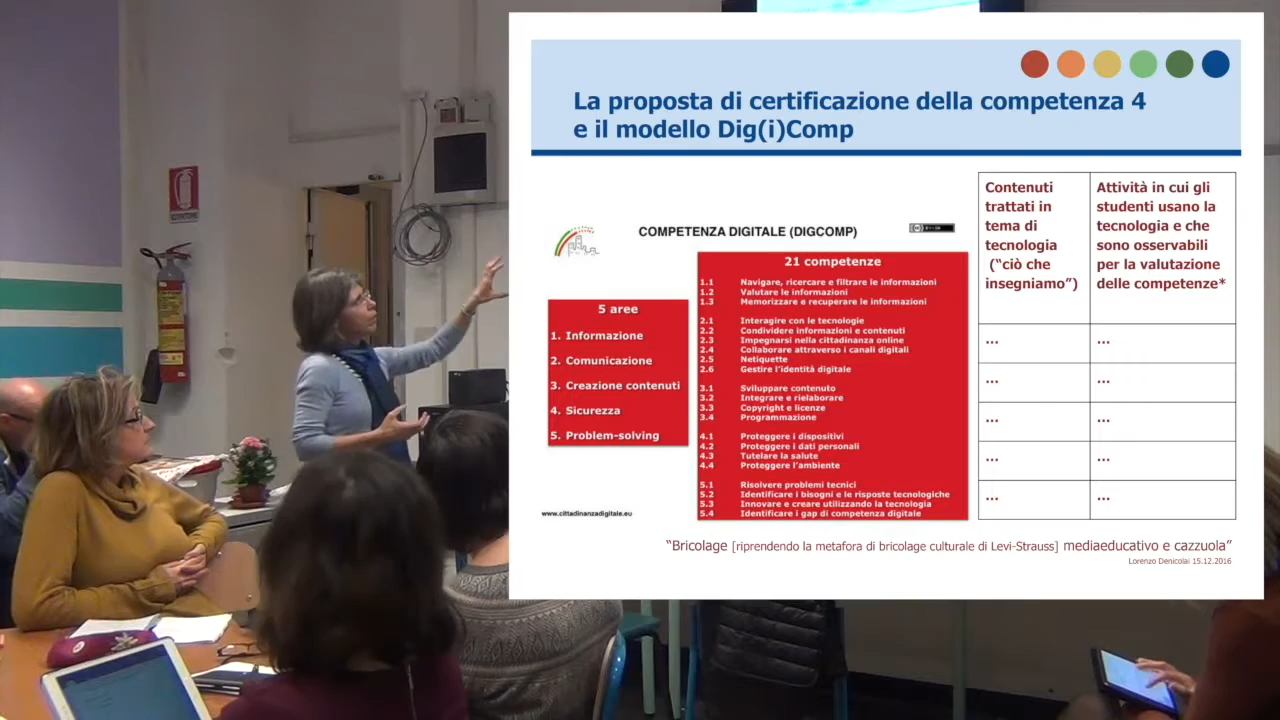 La proposta di certificazione della competenza 4
e il modello Dig(i)Comp
COMPETENZA DIGITALE (DIGCOMP)
5 aree
1. Informazione
2. Comunicazione
3. Creazione contenuti
4. Sicurezza
5. Problem-solving
21 competenze
1.1 Navigare, ricercare e filtrare le informazioni
1.2 Valutare le informazioni
1.3 Memorizzare e recuperare le informazioni
2.1 Interagire con le tecnologie
2.2 Condividere informazioni e contenuti
2.3 Impegnarsi nella cittadinanza online
2.4 Collaborare attraverso i canali digitali
2.5 Netiquette
2.6 Gestire l'identità digitale
3.1 Sviluppare contenuto
3.2 Integrare e rielaborare
3.3 Copyright e licenze
3.4 Programmazione
4.1 Proteggere i dispositivi
4.2 Proteggere i dati personali
4.3 Tutelare la salute
4.4 Proteggere l'ambiente
5.1 Risolvere problemi tecnici
5.2 Identificare i bisogni e le risposte tecnologiche
5.3 Innovare e creare utilizzando la tecnologia
5.4 Identificare i gap di competenza digitale
www.cittadinanzadigitale.eu
Contenuti
trattati in
tema di
tecnologia
("ciò che
insegniamo")
Attività in cui gli
studenti usano la
tecnologia e che
sono osservabili
per la valutazione
delle competenze*
... ...
... ...
... ...
... ...
... ...
"Bricolage [riprendendo la metafora di bricolage culturale di Levi-Strauss] mediaeducativo e cazzuola"
Lorenzo Denicolai 15.12.2016